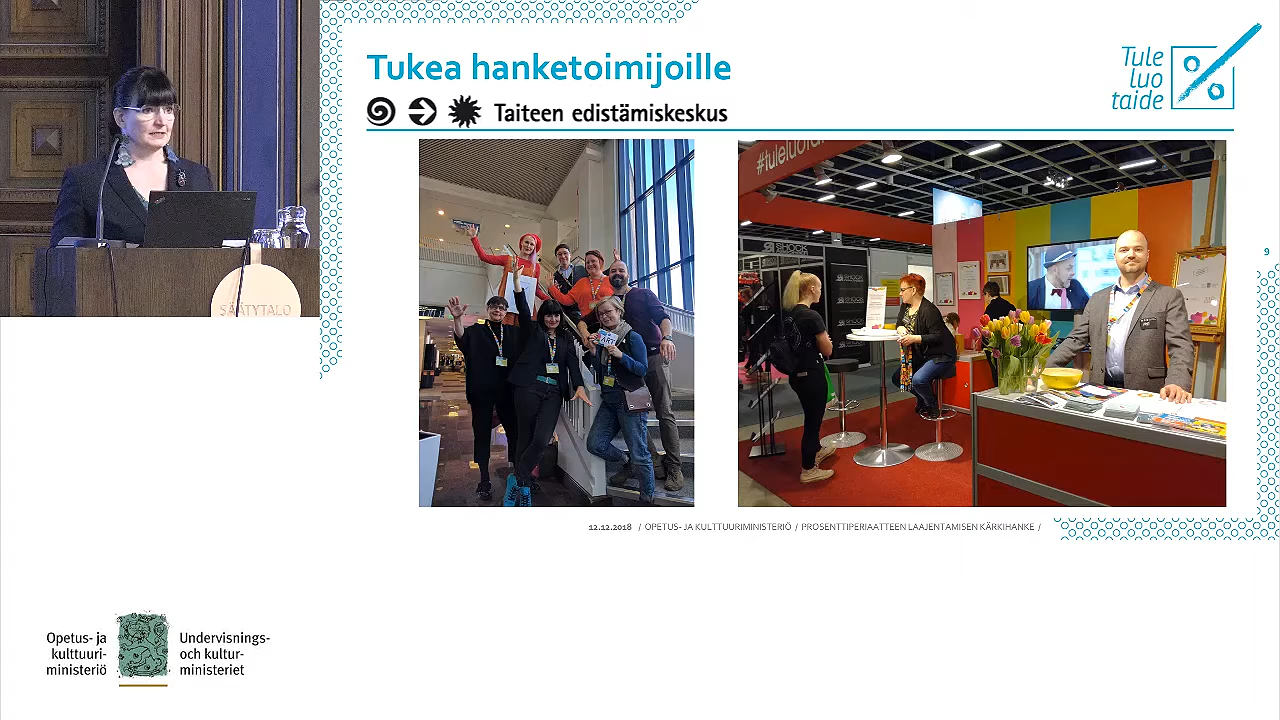 SÄÄTYTALO
Tukea hanketoimijoille
Taiteen edistämiskeskus
Tule
luo
taide
%
SHOCK
SHOCK
9
12.12.2018 / OPETUS- JA KULTTUURIMINISTERIÖ / PROSENTTIPERIAATTEEN LAAJENTAMISEN KÄRKIHANKE /
Opetus- ja
kulttuuri-
ministeriö
Undervisnings-
och kultur-
ministeriet